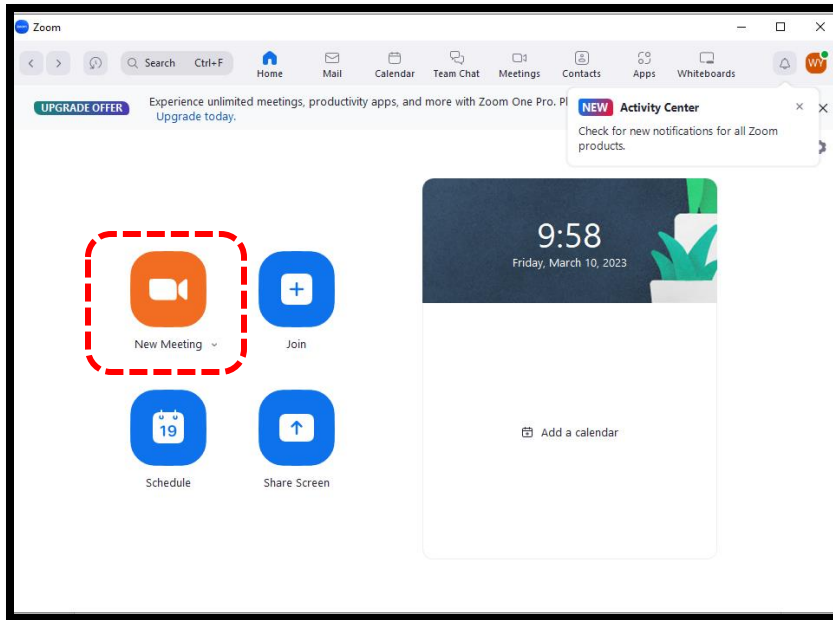 Zoom
Search Ctrl+F
Home
Mail
Calendar
Team Chat
Meetings
Contacts
Apps
Whiteboards
WY
UPGRADE OFFER
Experience unlimited meetings, productivity apps, and more with Zoom One Pro.
Upgrade today.
NEW Activity Center
Check for new notifications for all Zoom
products.
9:58
Friday, March 10, 2023
New Meeting
Join
19
Schedule
Share Screen
Add a calendar